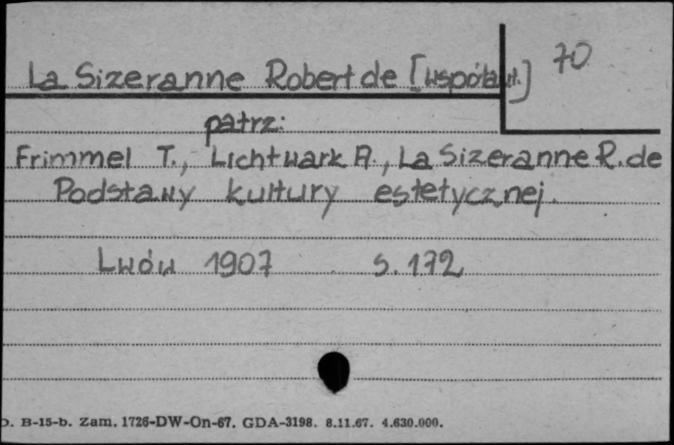 70
La Sizeranne Robert de [współaut.]
patrz:
Frimmel T., Lichtwark A., La Sizeranne R. de
Podstawy kultury estetycznej.
Lwów 1907 S. 172
D. B-15-b. Zam. 1726-DW-On-67. GDA-3198. 8.11.67. 4.630.000.